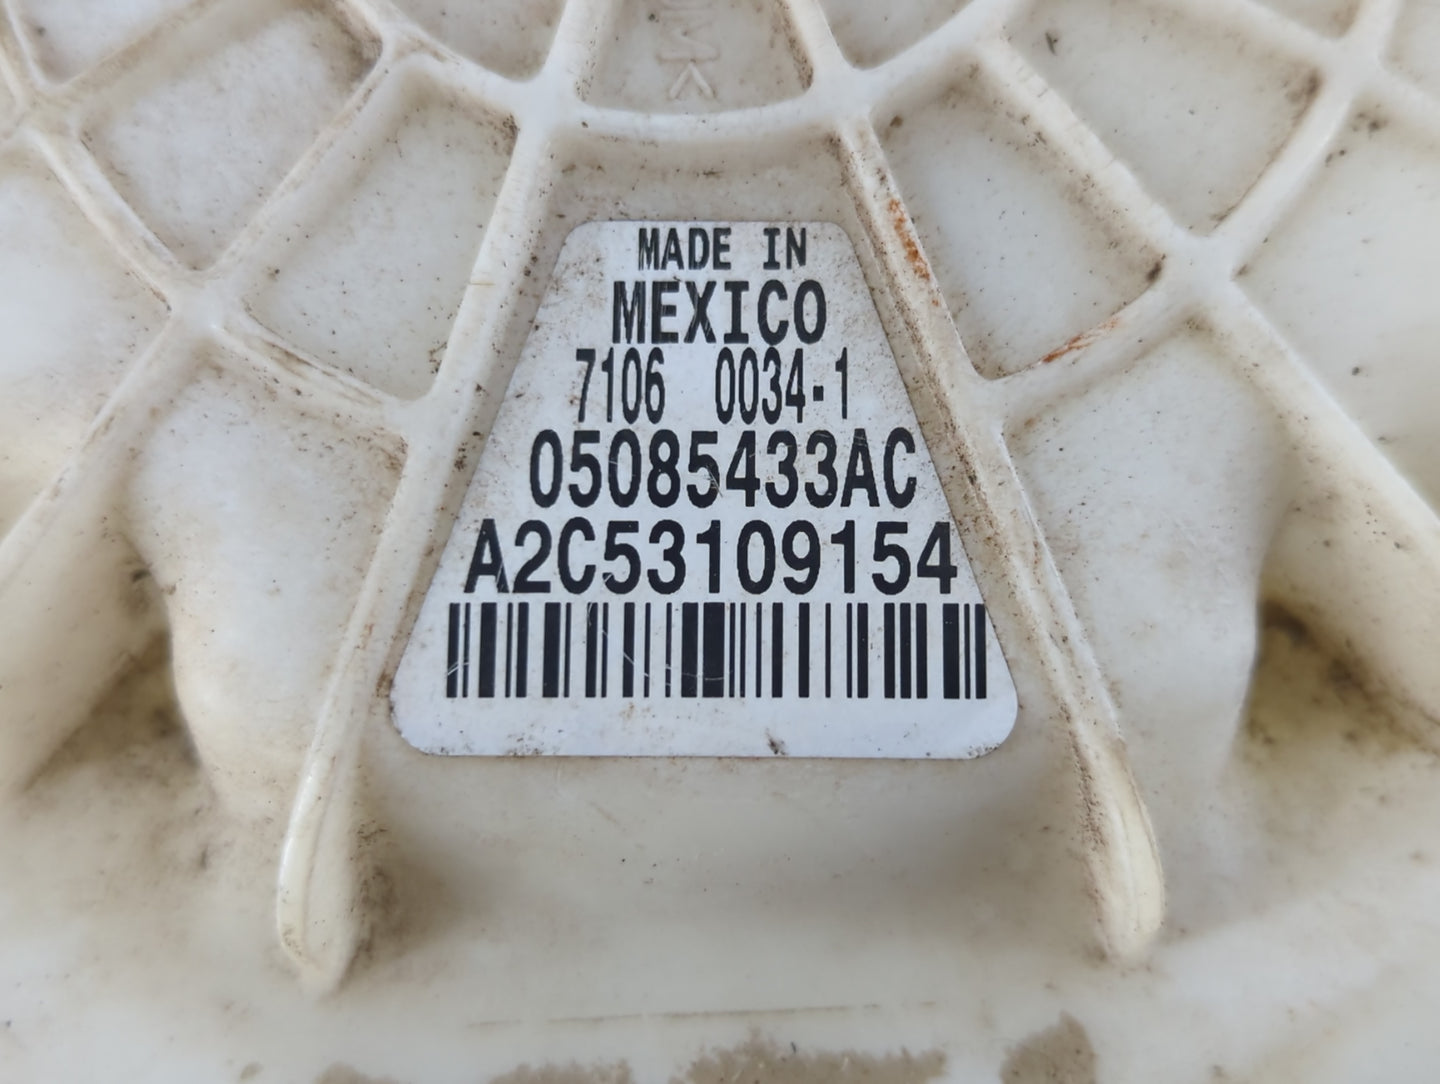 MADE IN
MEXICO
7106 0034-1
05085433AC
A2C53109154